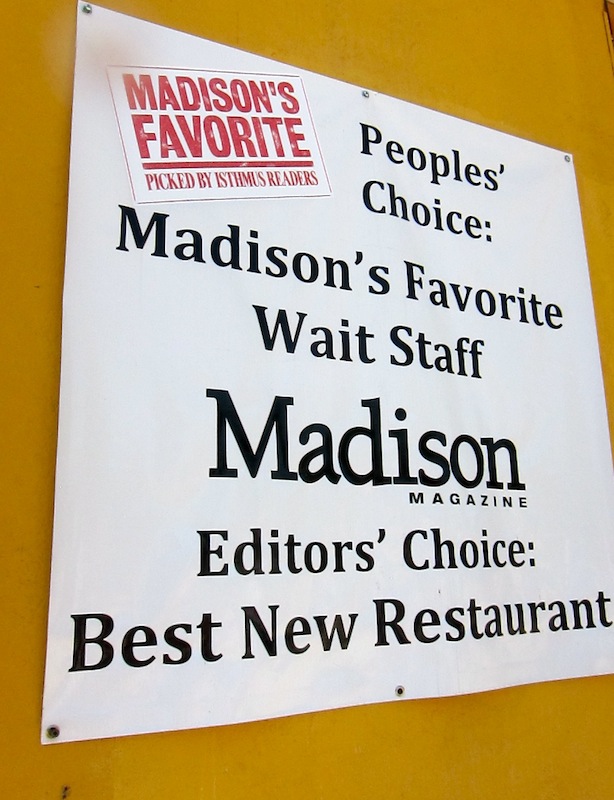 MADISON'S
FAVORITE
PICKED BY ISTHMUS READERS
Peoples’
Choice:
Madison’s Favorite
Wait Staff
Madison
MAGAZINE
Editors’ Choice:
Best New Restaurant